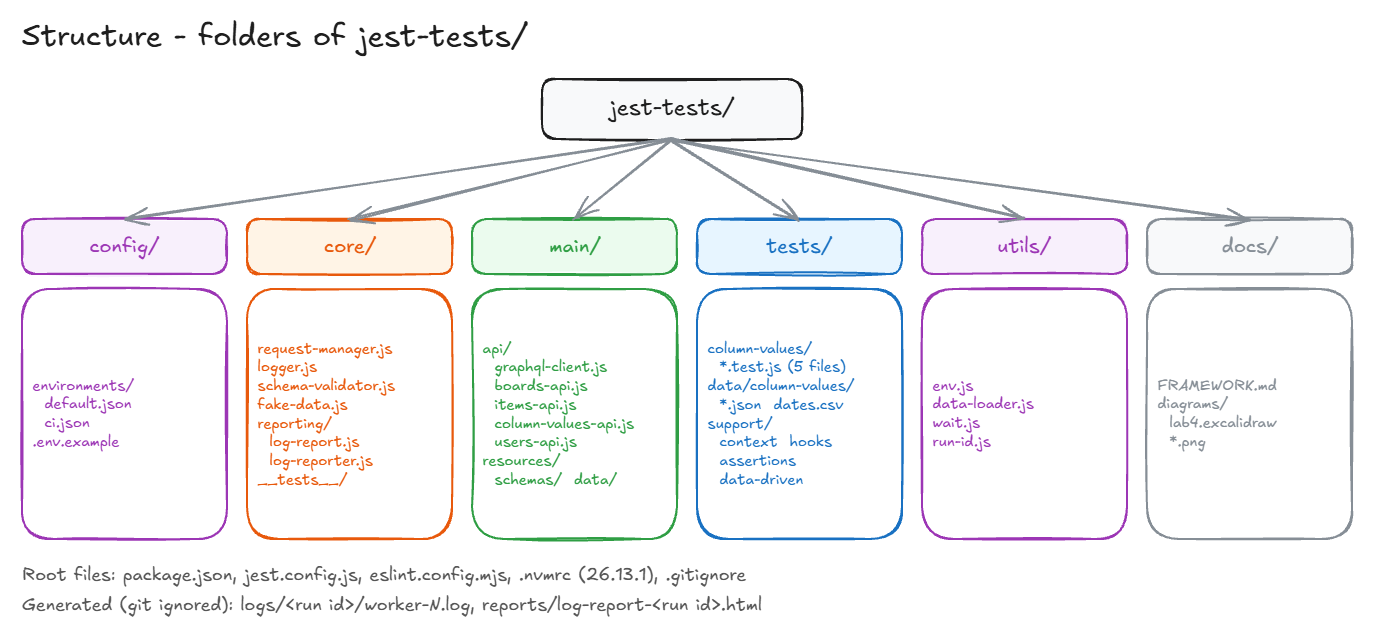 Structure - folders of jest-tests/
jest-tests/
config/
core/
main/
tests/
utils/
docs/
environments/
default.json
ci.json
.env.example
request-manager.js
logger.js
schema-validator.js
fake-data.js
reporting/
log-report.js
log-reporter.js
__tests__/
api/
graphql-client.js
boards-api.js
items-api.js
column-values-api.js
users-api.js
resources/
schemas/ data/
column-values/
*.test.js (5 files)
data/column-values/
*.json dates.csv
support/
context hooks
assertions
data-driven
env.js
data-loader.js
wait.js
run-id.js
FRAMEWORK.md
diagrams/
lab4.excalidraw
*.png
Root files: package.json, jest.config.js, eslint.config.mjs, .nvmrc (26.13.1), .gitignore
Generated (git ignored): logs/<run id>/worker-N.log, reports/log-report-<run id>.html